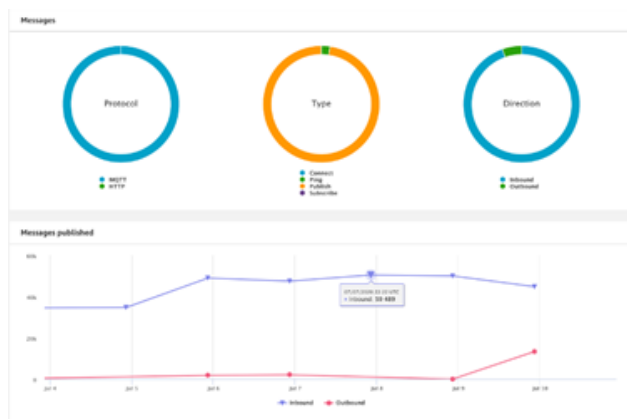 Messages
Protocol
Type
Direction
MQTT
HTTP
Connect
Ping
Publish
Subscribe
Inbound
Outbound
Messages published
60k
40k
20k
0
Inbound:
Jul 4
Jul 5
Jul 6
Jul 7
Jul 8
Jul 9
Jul 10
Inbound
Outbound